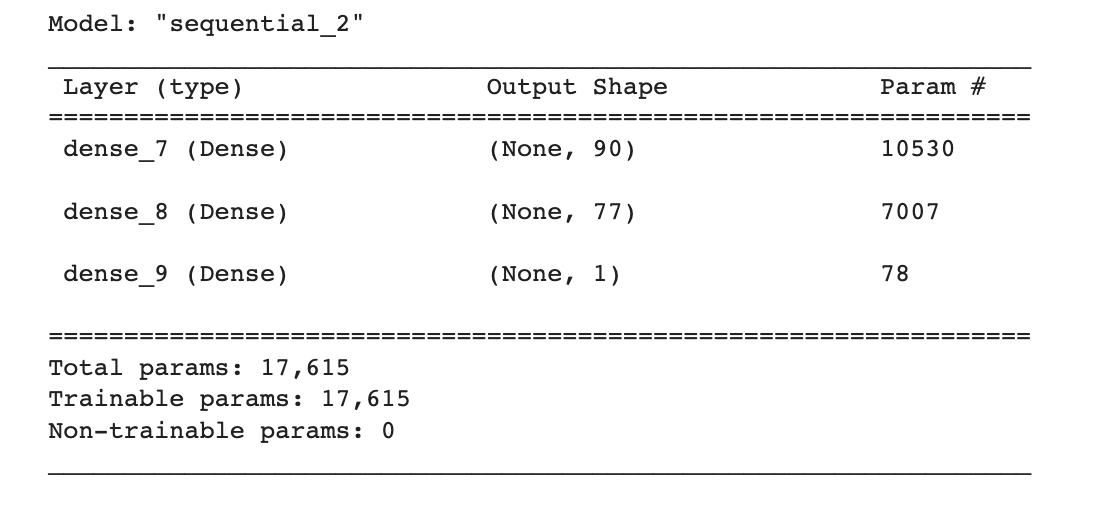 Model: "sequential_2"
Layer (type) Output Shape Param #
=================================================================
dense_7 (Dense) (None, 90) 10530
dense_8 (Dense) (None, 77) 7007
dense_9 (Dense) (None, 1) 78
=================================================================
Total params: 17,615
Trainable params: 17,615
Non-trainable params: 0